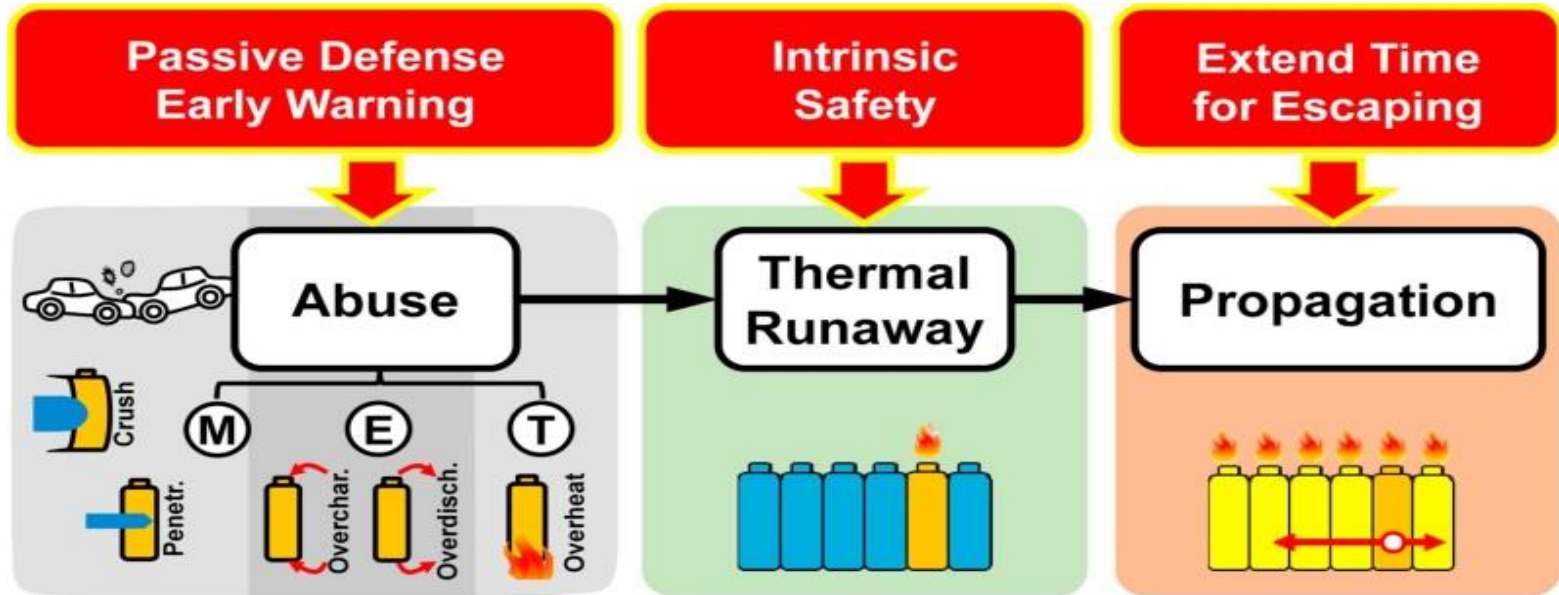 Passive Defense
Early Warning
Intrinsic
Safety
Extend Time
for Escaping
Abuse
Thermal
Runaway
Propagation
M
E
T
Crush
Penetr.
Overchar.
Overdisch.
Overheat